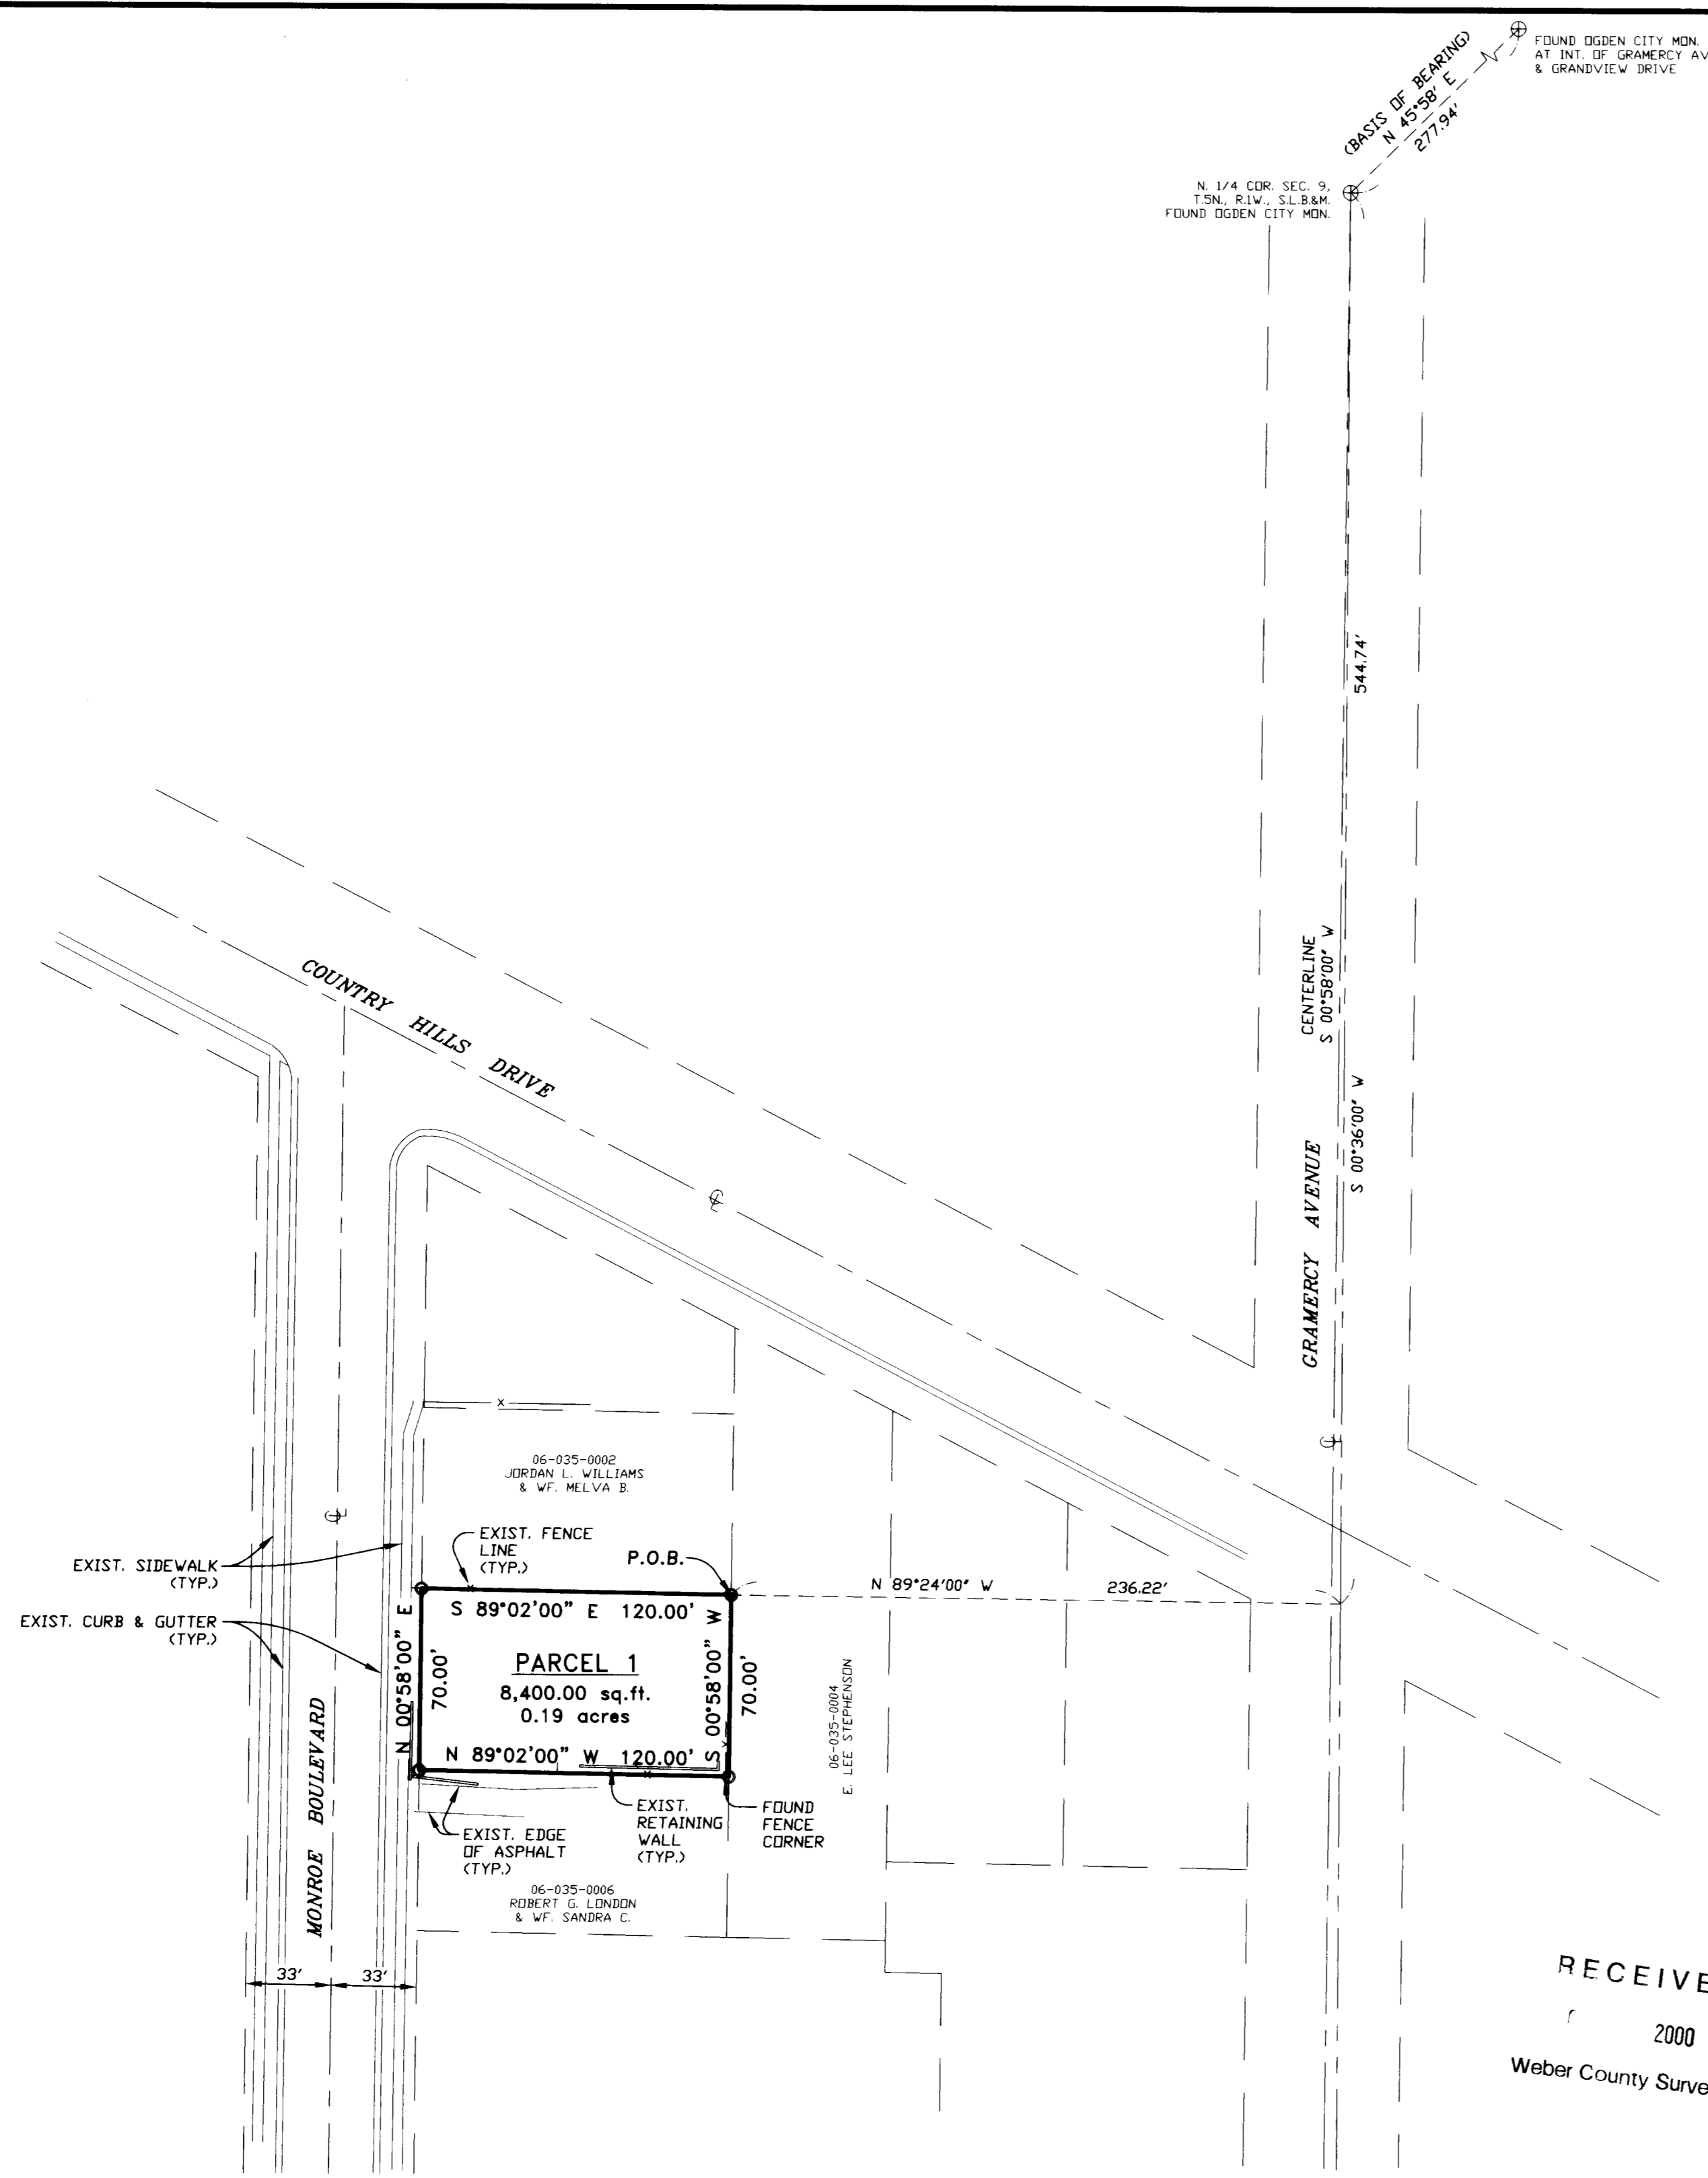 FOUND OGDEN CITY MON.
AT INT. OF GRAMERCY AV
& GRANDVIEW DRIVE
(BASIS OF BEARING)
N 45°58' E
277.94'
N. 1/4 COR. SEC. 9,
T.5N., R.1W., S.L.B.&M.
FOUND OGDEN CITY MON.
544.74'
CENTERLINE
S 00°58'00" W
S 00°36'00" W
GRAMERCY AVENUE
COUNTRY HILLS DRIVE
06-035-0002
JORDAN L. WILLIAMS
& WF. MELVA B.
EXIST. FENCE
LINE
(TYP.)
P.O.B.
N 89°24'00" W 236.22'
EXIST. SIDEWALK
(TYP.)
EXIST. CURB & GUTTER
(TYP.)
S 89°02'00" E 120.00'
N 00°58'00" E
70.00'
PARCEL 1
8,400.00 sq.ft.
0.19 acres
S 00°58'00" W
70.00'
N 89°02'00" W 120.00'
06-035-0004
E. LEE STEPHENSON
MONROE BOULEVARD
EXIST. EDGE
OF ASPHALT
(TYP.)
EXIST.
RETAINING
WALL
(TYP.)
FOUND
FENCE
CORNER
06-035-0006
ROBERT G. LONDON
& WF. SANDRA C.
33' 33'
RECEIVE
2000
Weber County Surve